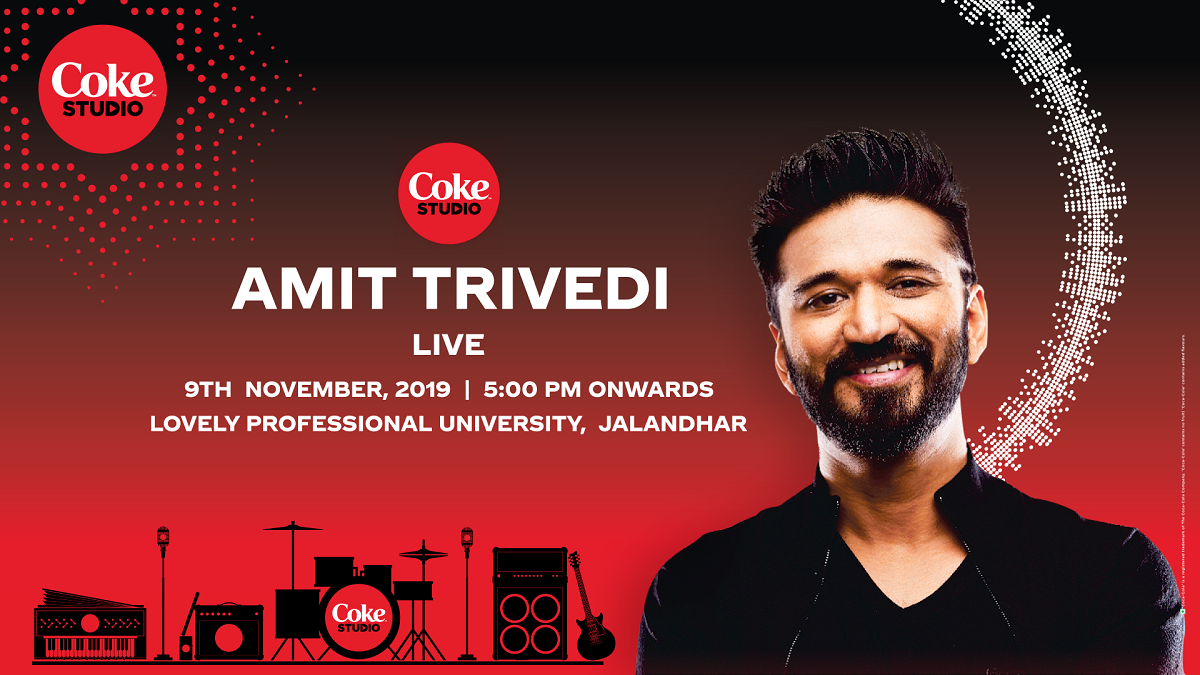 Coke
STUDIO
Coke
STUDIO
AMIT TRIVEDI
LIVE
9TH NOVEMBER, 2019 | 5:00 PM ONWARDS
LOVELY PROFESSIONAL UNIVERSITY, JALANDHAR
Coke
STUDIO